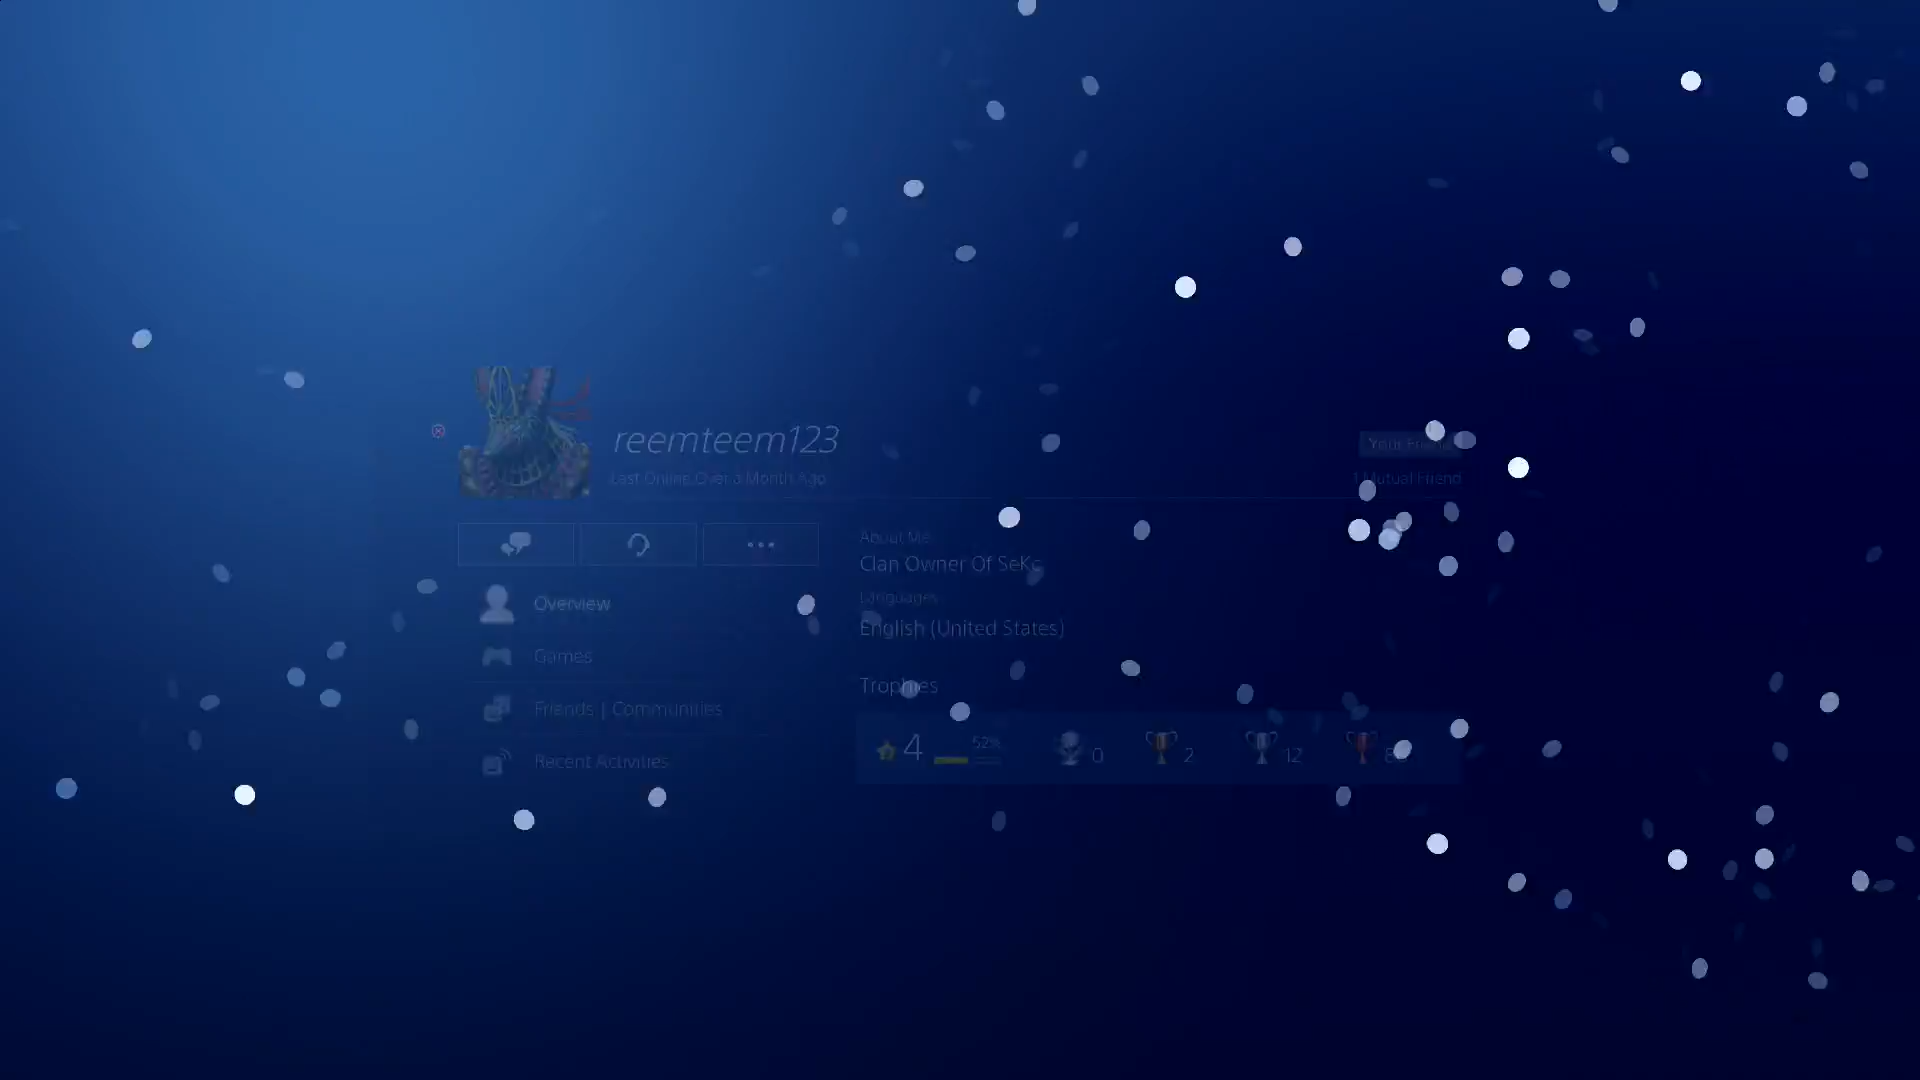 reemteem123
Last Online Over a Month Ago
Your Friend
1 Mutual Friend
About Me
Clan Owner Of SeKc
Languages
English (United States)
Overview
Games
Friends | Communities
Recent Activities
Trophies
4
52%
0
2
12